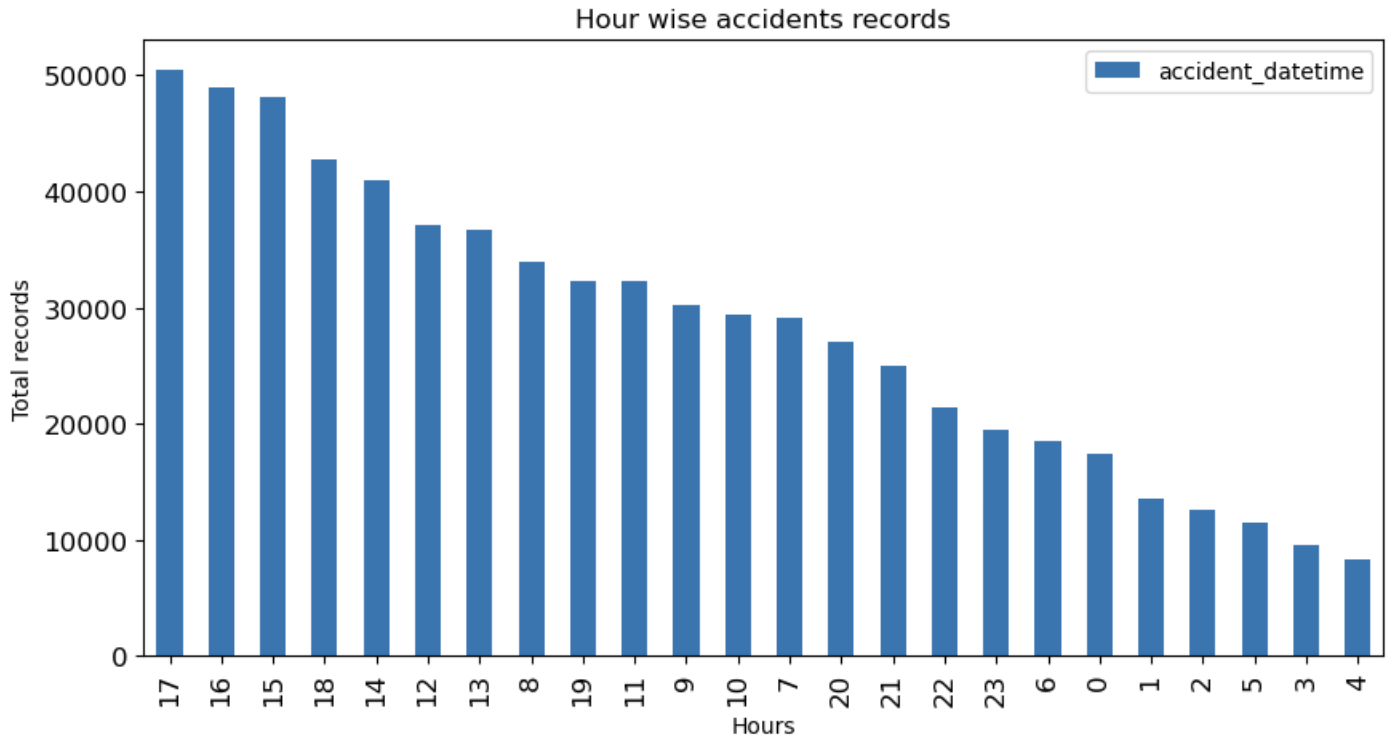 Hour wise accidents records
accident_datetime
50000
40000
30000
20000
10000
0
Total records
17 16 15 18 14 12 13 8 19 11 9 10 7 20 21 22 23 6 0 1 2 5 3 4
Hours